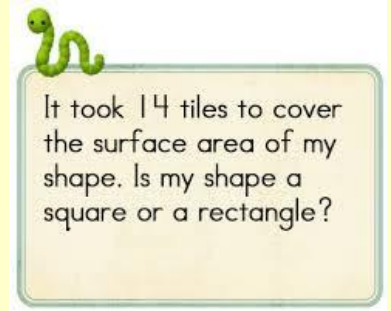 It took 14 tiles to cover
the surface area of my
shape. Is my shape a
square or a rectangle?